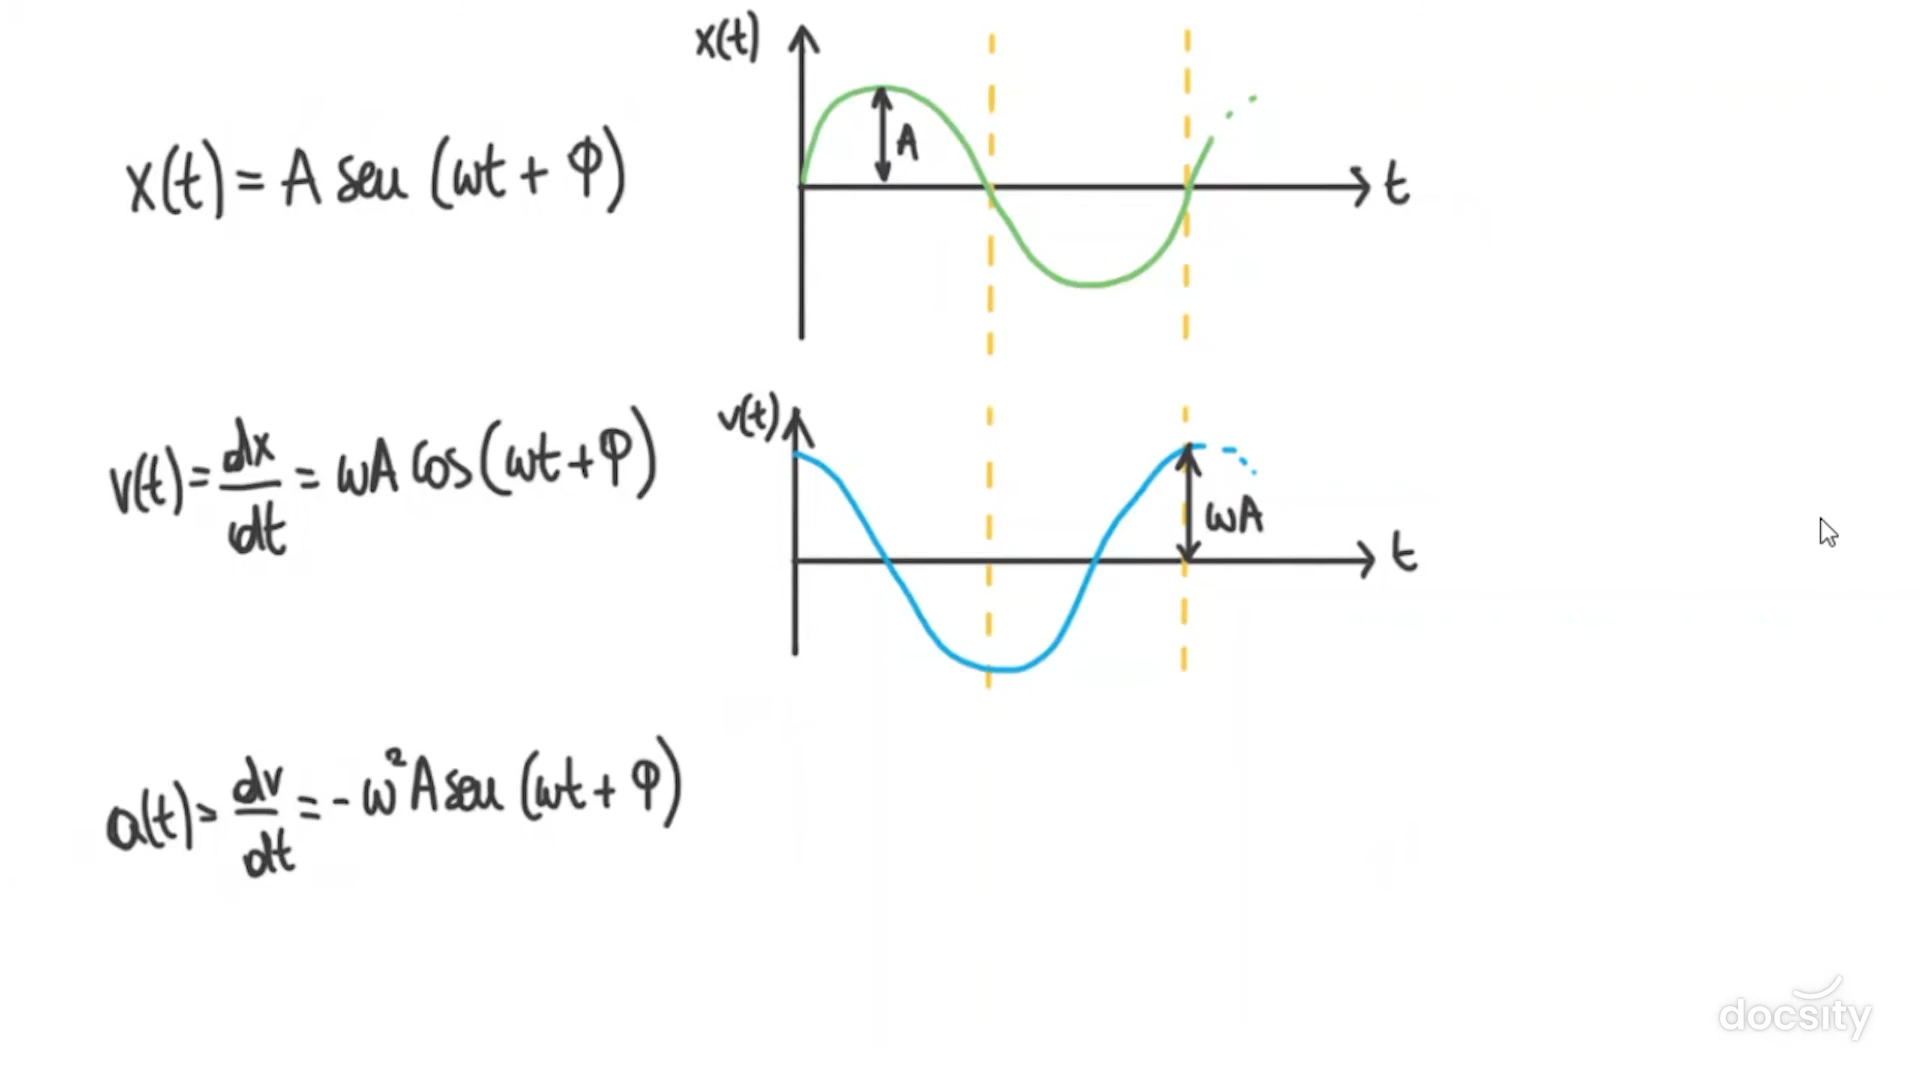 x(t)
A
t
x(t) = A sen (ωt + φ)
v(t)
v(t) = dx/dt = ωA cos (ωt + φ)
ωA
t
a(t) = dv/dt = - ω² A sen (ωt + φ)
docsity